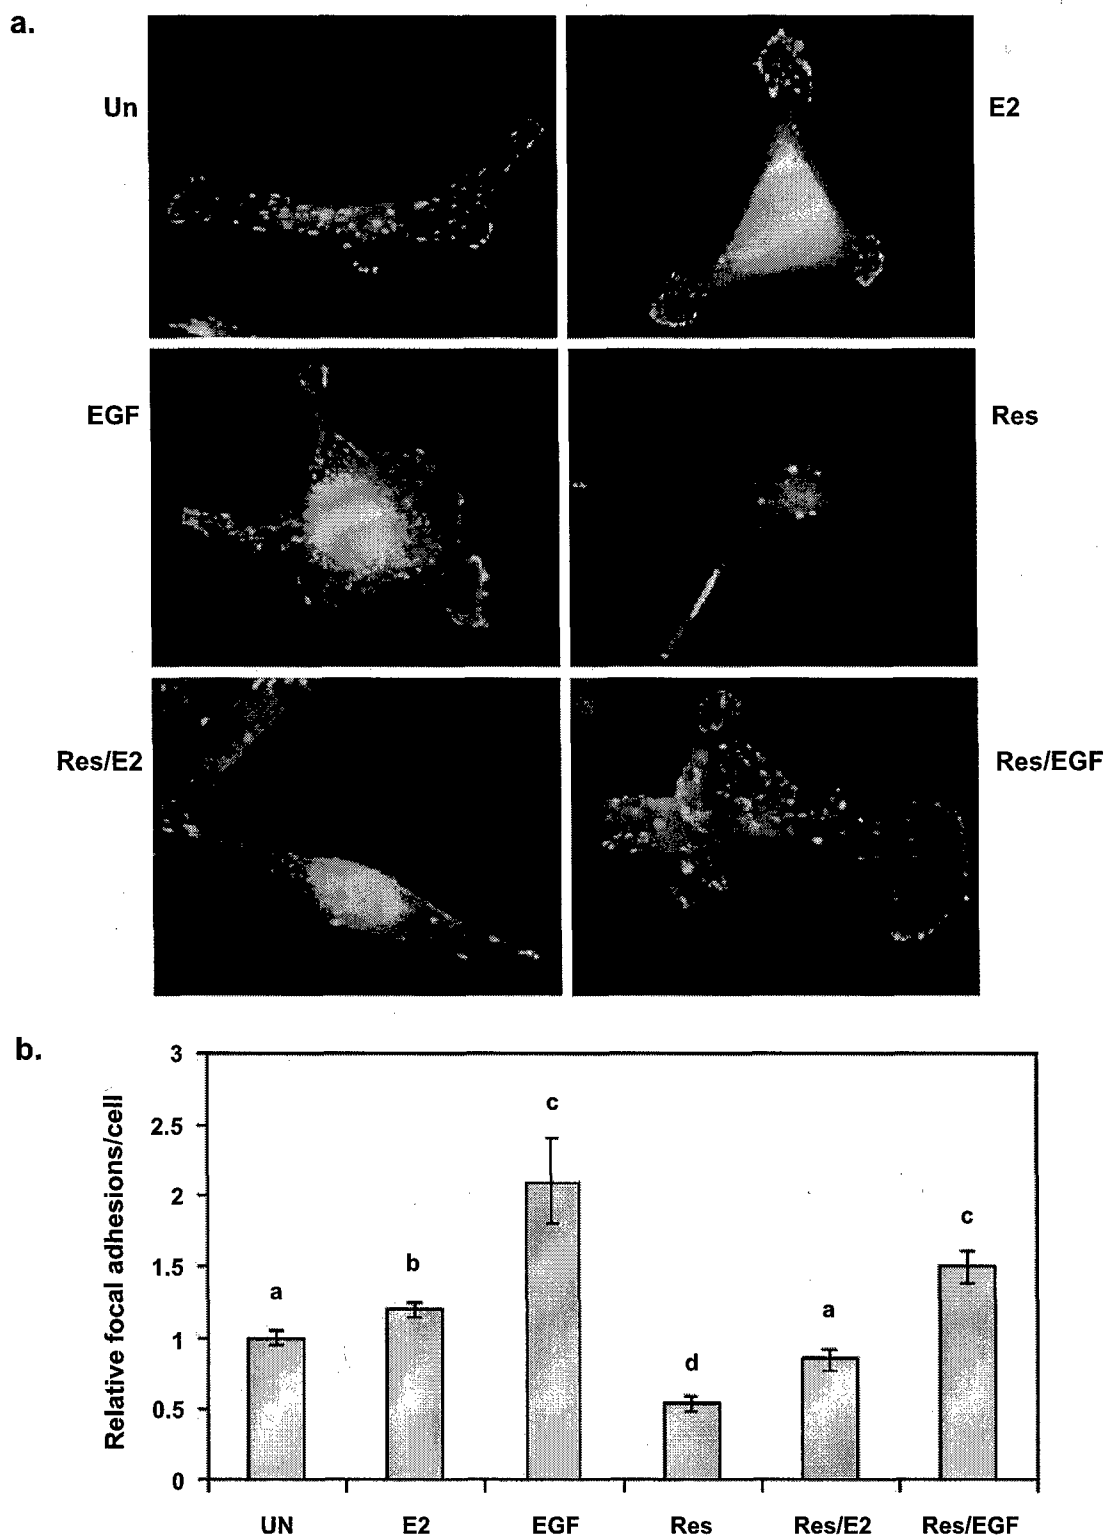 a.
Un
E2
EGF
Res
Res/E2
Res/EGF
b.
Relative focal adhesions/cell
3
2.5
2
1.5
1
0.5
0
a
b
c
d
a
c
UN E2 EGF Res Res/E2 Res/EGF